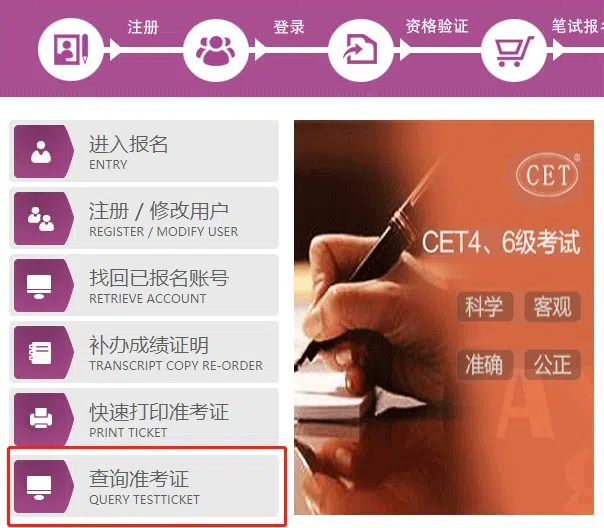 注册
登录
资格验证
笔试报名
进入报名
ENTRY
注册 / 修改用户
REGISTER / MODIFY USER
找回已报名账号
RETRIEVE ACCOUNT
补办成绩证明
TRANSCRIPT COPY RE-ORDER
快速打印准考证
PRINT TICKET
查询准考证
QUERY TESTTICKET
CET®
CET4、6级考试
科学
客观
准确
公正
A